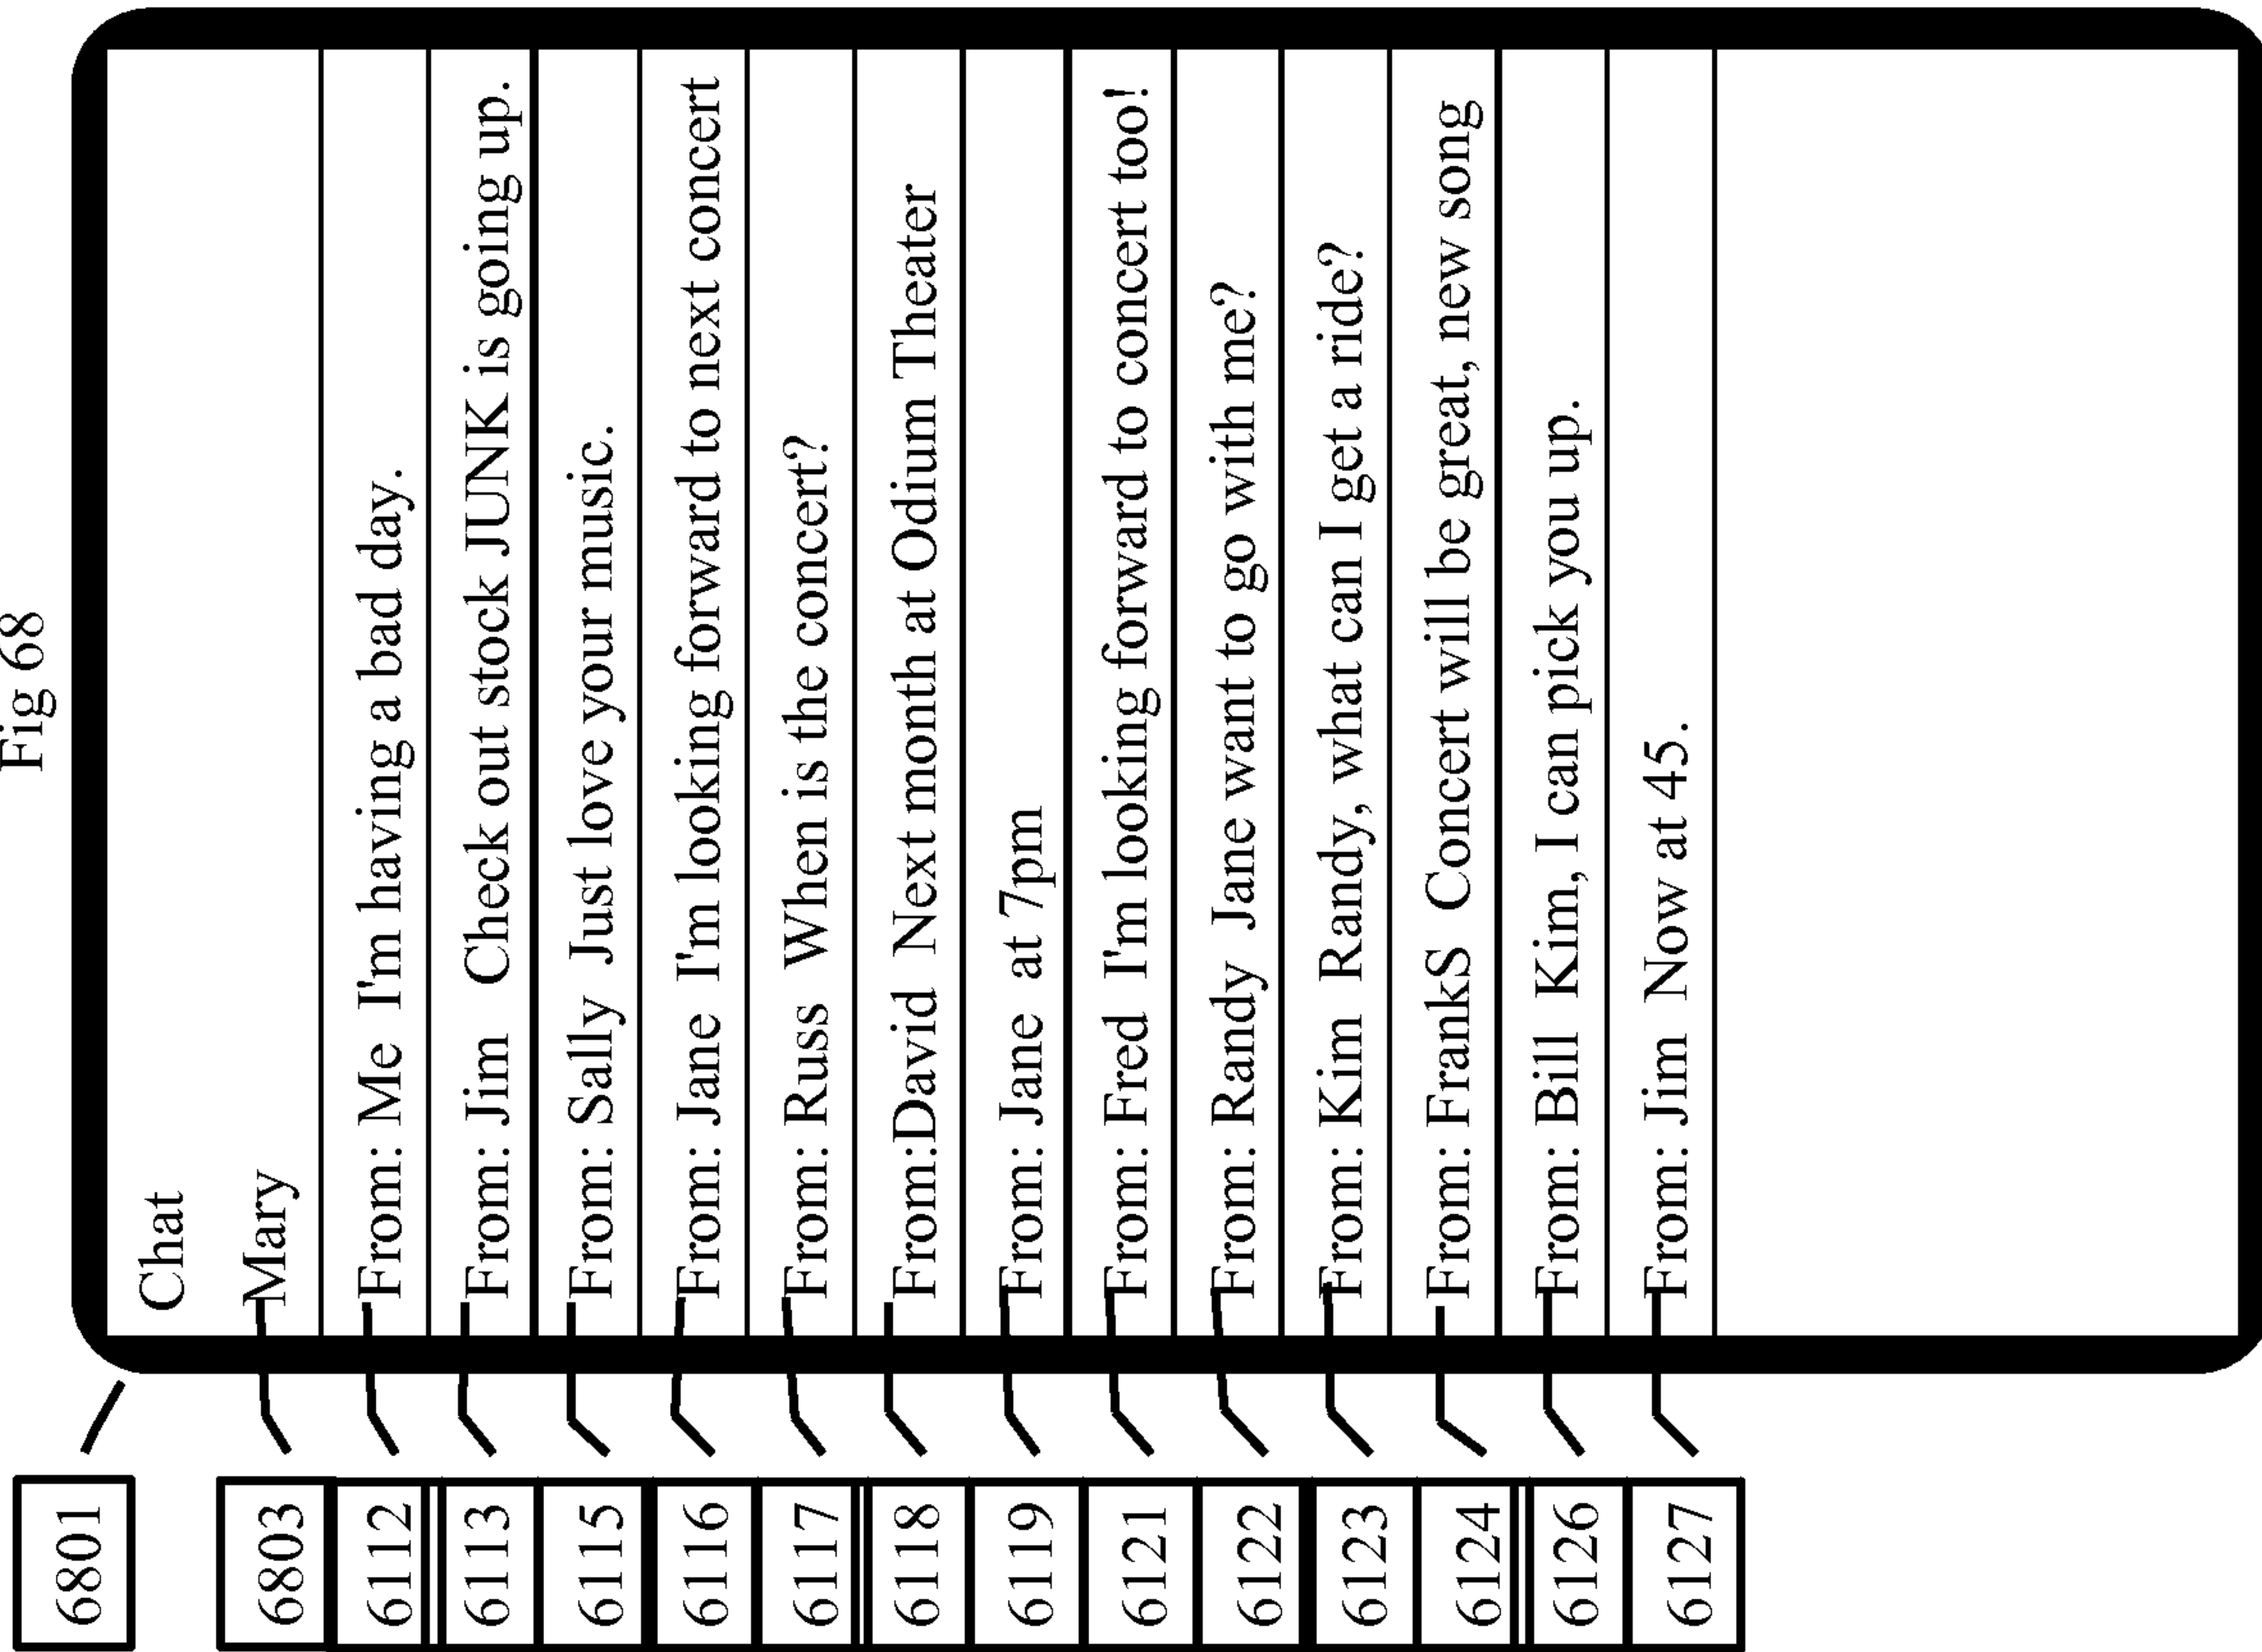 Fig 68
6801
Chat
6803 Mary
6112 From: Me I'm having a bad day.
6113 From: Jim Check out stock JUNK is going up.
6115 From: Sally Just love your music.
6116 From: Jane I'm looking forward to next concert
6117 From: Russ When is the concert?
6118 From:David Next month at Odium Theater
6119 From: Jane at 7pm
6121 From: Fred I'm looking forward to concert too!
6122 From: Randy Jane want to go with me?
6123 From: Kim Randy, what can I get a ride?
6124 From: FrankS Concert will be great, new song
6126 From: Bill Kim, I can pick you up.
6127 From: Jim Now at 45.